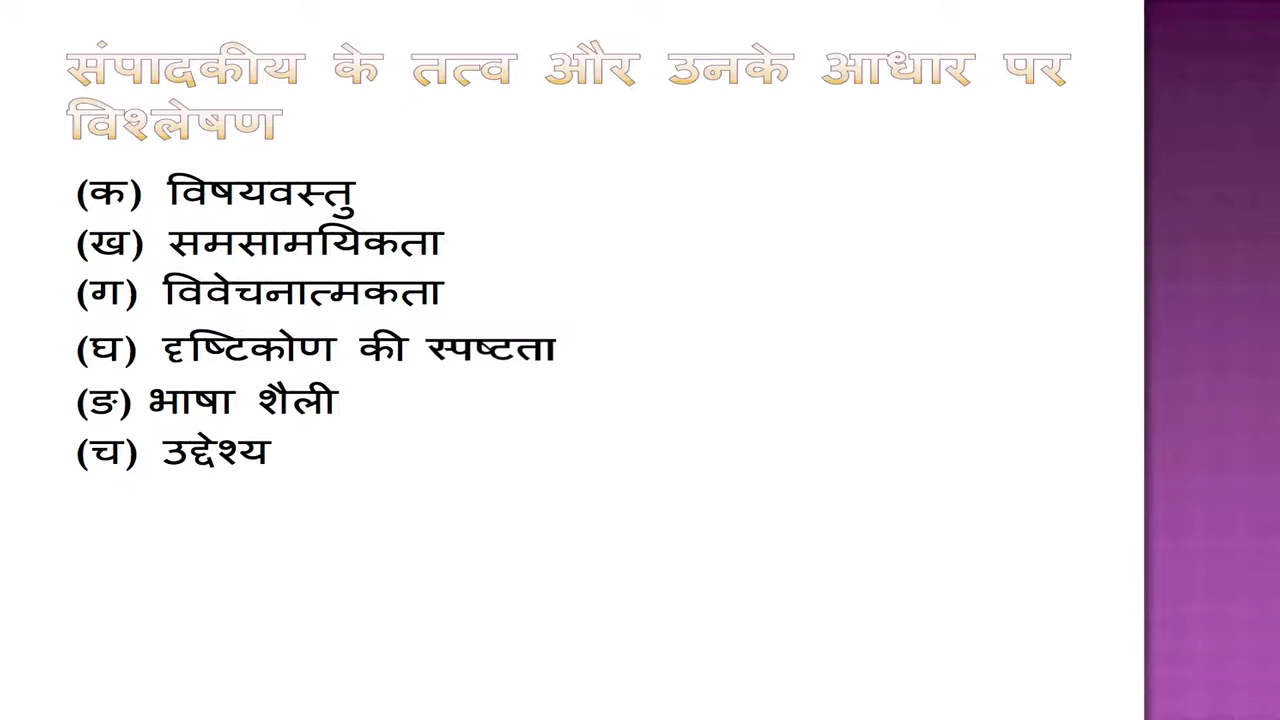 संपादकीय के तत्व और उनके आधार पर
विश्लेषण
(क) विषयवस्तु
(ख) समसामयिकता
(ग) विवेचनात्मकता
(घ) दृष्टिकोण की स्पष्टता
(ङ) भाषा शैली
(च) उद्देश्य